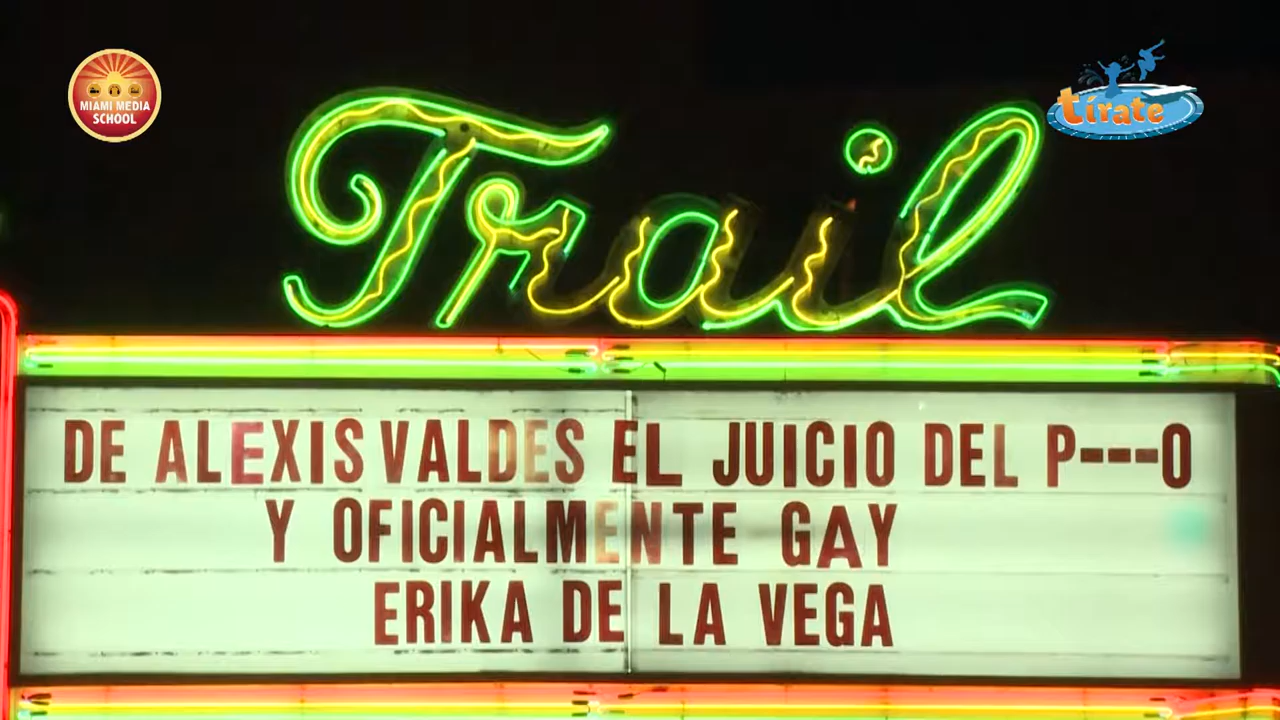 MIAMI MEDIA
SCHOOL
tírate
Trail
DE ALEXIS VALDES EL JUICIO DEL P---O
Y OFICIALMENTE GAY
ERIKA DE LA VEGA